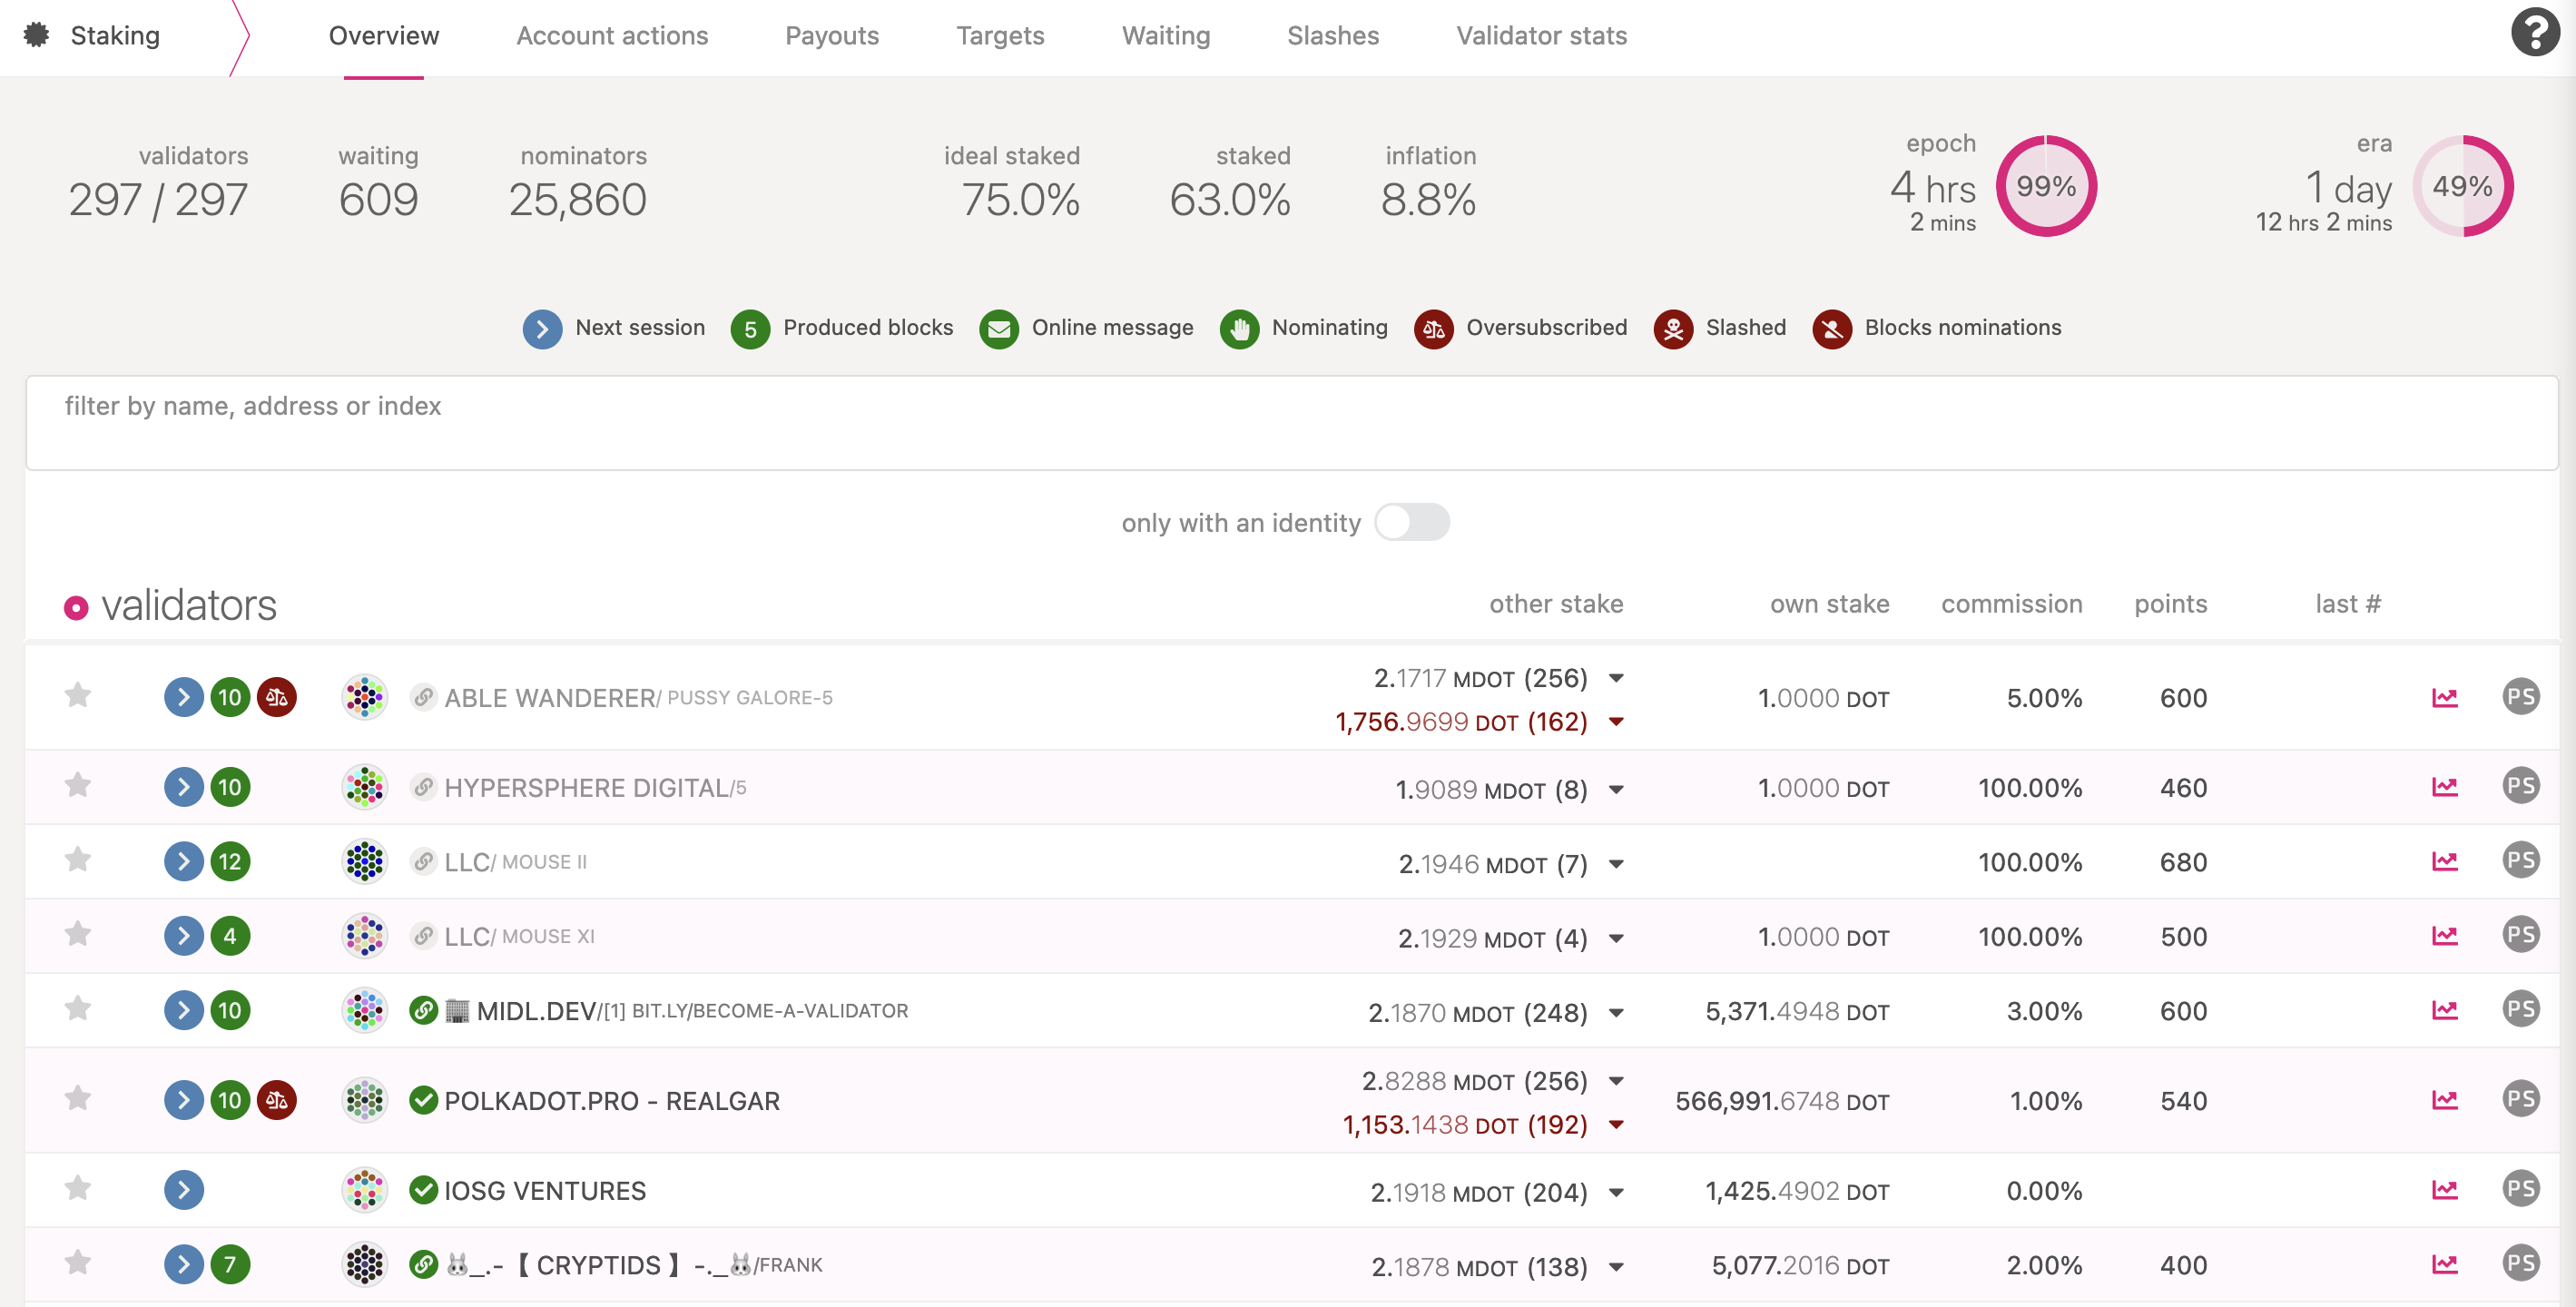 Staking Overview Account actions Payouts Targets Waiting Slashes Validator stats ?
validators waiting nominators ideal staked staked inflation epoch era
297 / 297 609 25,860 75.0% 63.0% 8.8% 4 hrs 99% 1 day 49%
2 mins 12 hrs 2 mins
Next session 5 Produced blocks Online message Nominating Oversubscribed Slashed Blocks nominations
filter by name, address or index
only with an identity
validators other stake own stake commission points last #
10 ABLE WANDERER/ PUSSY GALORE-5 2.1717 MDOT (256) 1.0000 DOT 5.00% 600 PS
1,756.9699 DOT (162)
10 HYPERSPHERE DIGITAL/5 1.9089 MDOT (8) 1.0000 DOT 100.00% 460 PS
12 LLC/ MOUSE II 2.1946 MDOT (7) 100.00% 680 PS
4 LLC/ MOUSE XI 2.1929 MDOT (4) 1.0000 DOT 100.00% 500 PS
10 🏢 MIDL.DEV/[1] BIT.LY/BECOME-A-VALIDATOR 2.1870 MDOT (248) 5,371.4948 DOT 3.00% 600 PS
10 POLKADOT.PRO - REALGAR 2.8288 MDOT (256) 566,991.6748 DOT 1.00% 540 PS
1,153.1438 DOT (192)
IOSG VENTURES 2.1918 MDOT (204) 1,425.4902 DOT 0.00% PS
7 🐰_.-【 CRYPTIDS 】-._🐰/FRANK 2.1878 MDOT (138) 5,077.2016 DOT 2.00% 400 PS